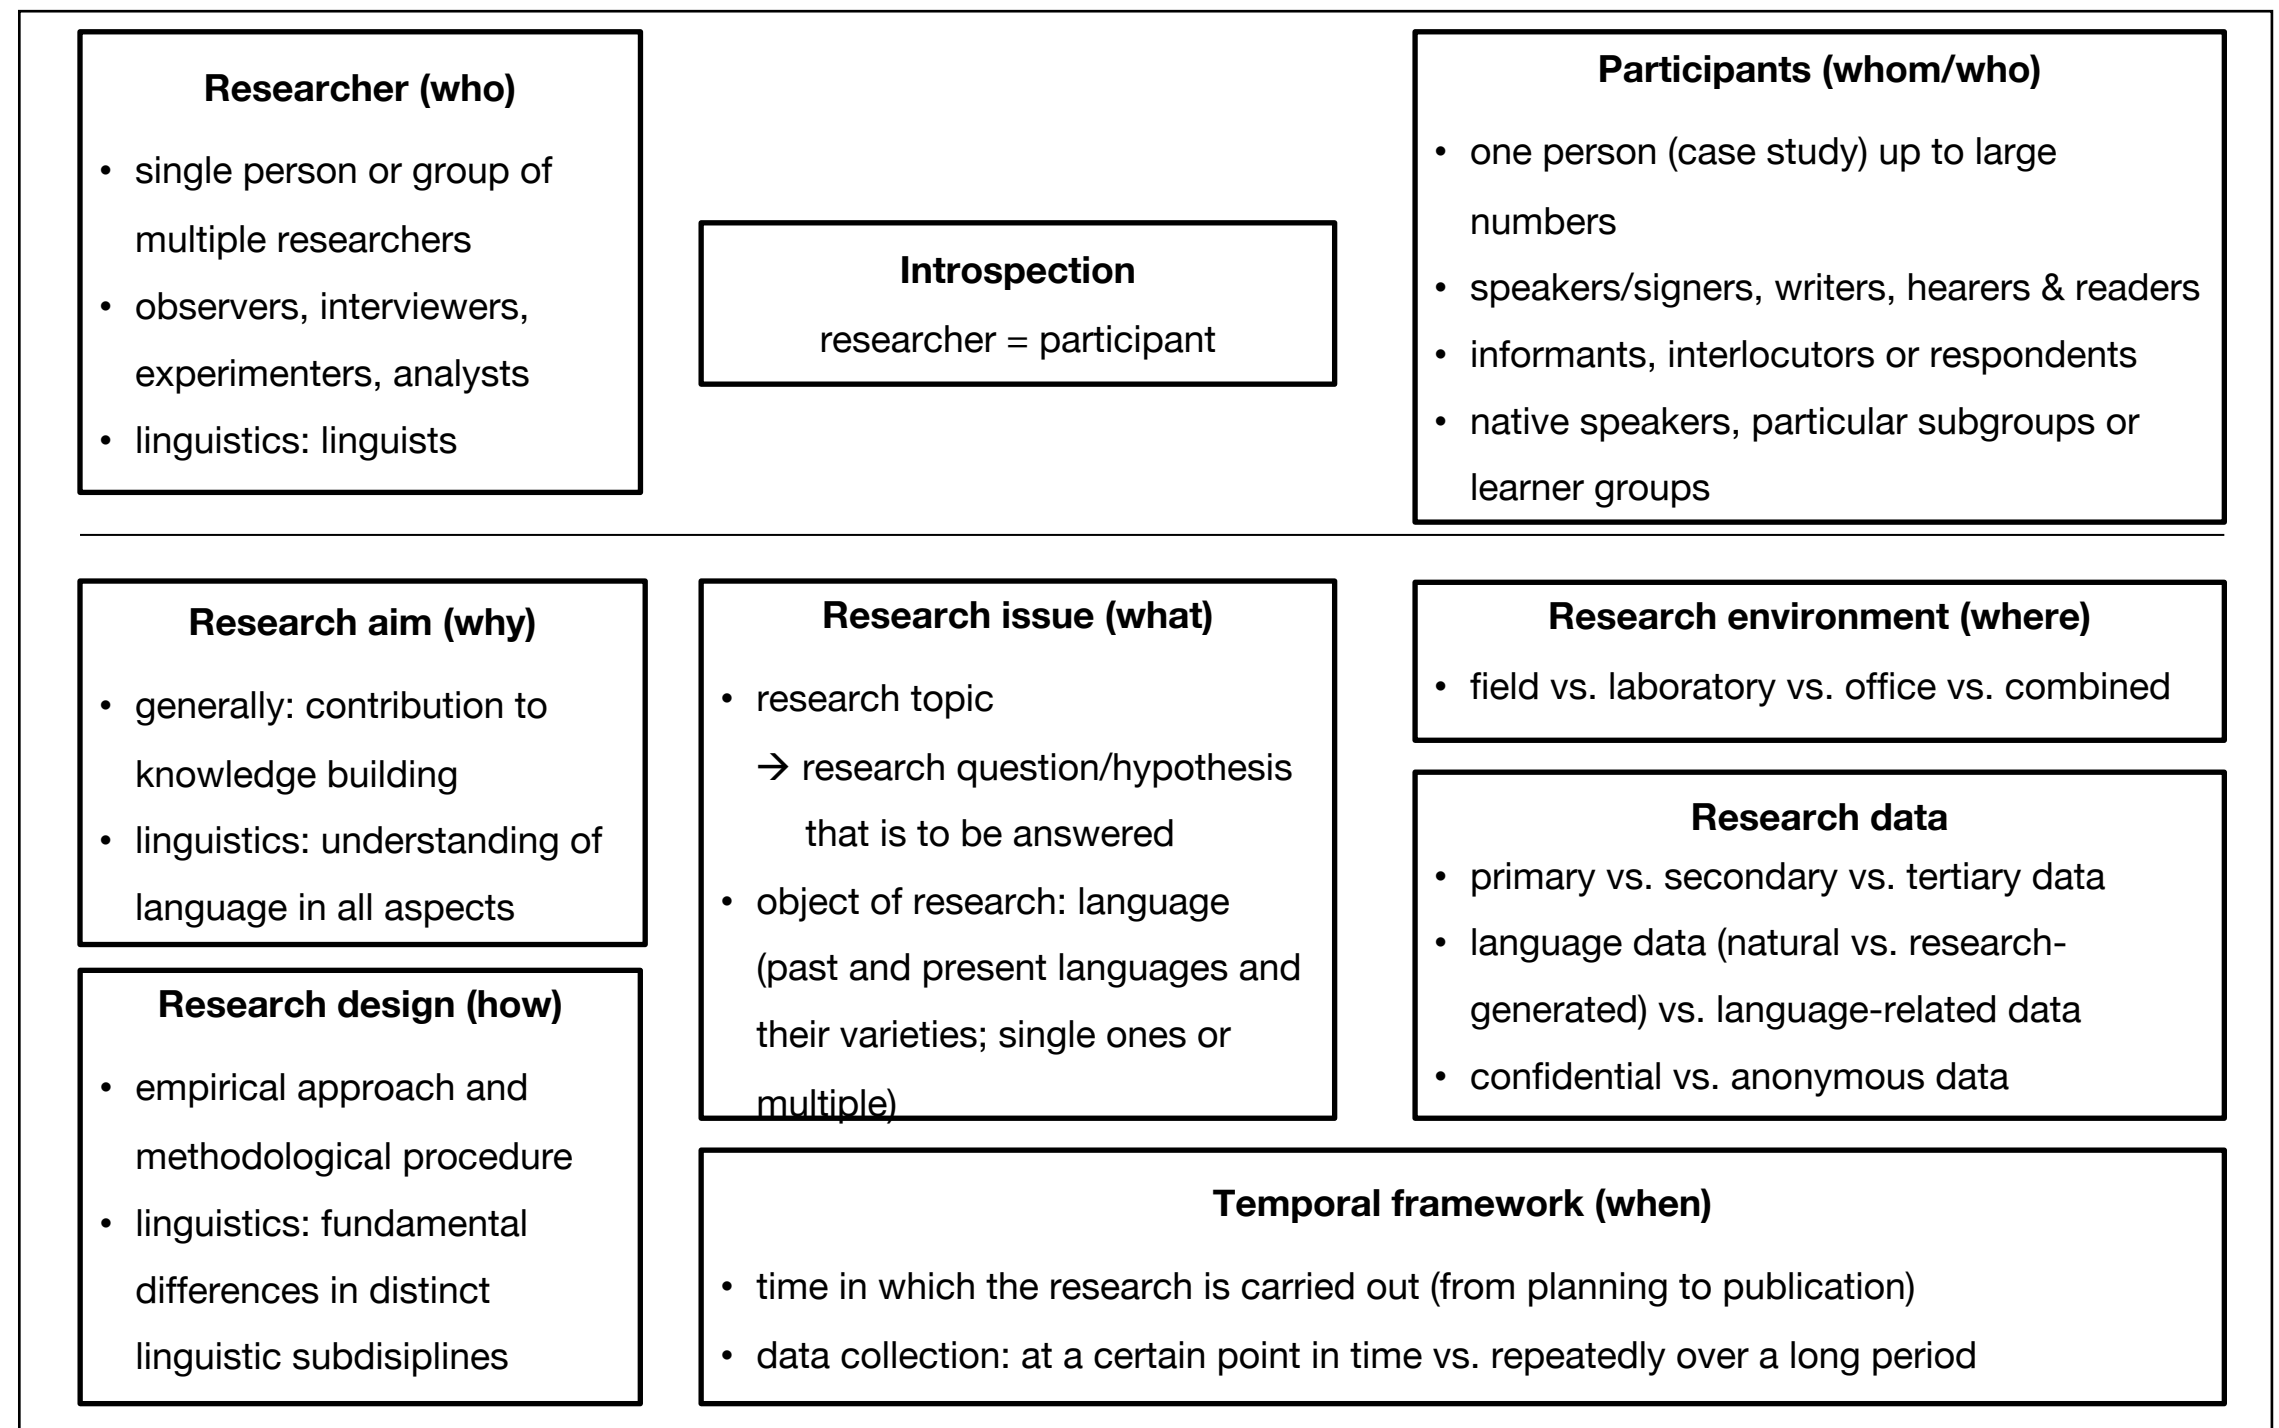 Researcher (who)
• single person or group of
multiple researchers
• observers, interviewers,
experimenters, analysts
• linguistics: linguists
Introspection
researcher = participant
Participants (whom/who)
• one person (case study) up to large
numbers
• speakers/signers, writers, hearers & readers
• informants, interlocutors or respondents
• native speakers, particular subgroups or
learner groups
Research aim (why)
• generally: contribution to
knowledge building
• linguistics: understanding of
language in all aspects
Research design (how)
• empirical approach and
methodological procedure
• linguistics: fundamental
differences in distinct
linguistic subdisiplines
Research issue (what)
• research topic
→ research question/hypothesis
that is to be answered
• object of research: language
(past and present languages and
their varieties; single ones or
multiple)
Research environment (where)
• field vs. laboratory vs. office vs. combined
Research data
• primary vs. secondary vs. tertiary data
• language data (natural vs. research-
generated) vs. language-related data
• confidential vs. anonymous data
Temporal framework (when)
• time in which the research is carried out (from planning to publication)
• data collection: at a certain point in time vs. repeatedly over a long period